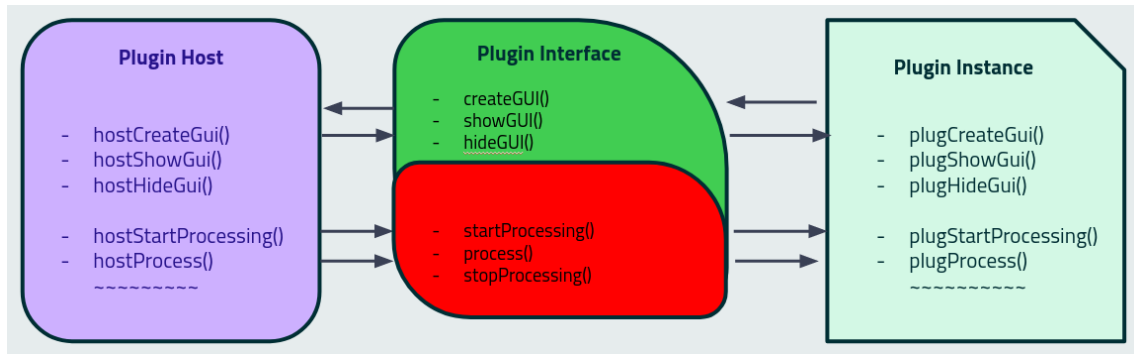 Plugin Host
- hostCreateGui()
- hostShowGui()
- hostHideGui()
- hostStartProcessing()
- hostProcess()
~~~~~~~~~
Plugin Interface
- createGUI()
- showGUI()
- hideGUI()
- startProcessing()
- process()
- stopProcessing()
Plugin Instance
- plugCreateGui()
- plugShowGui()
- plugHideGui()
- plugStartProcessing()
- plugProcess()
~~~~~~~~~~